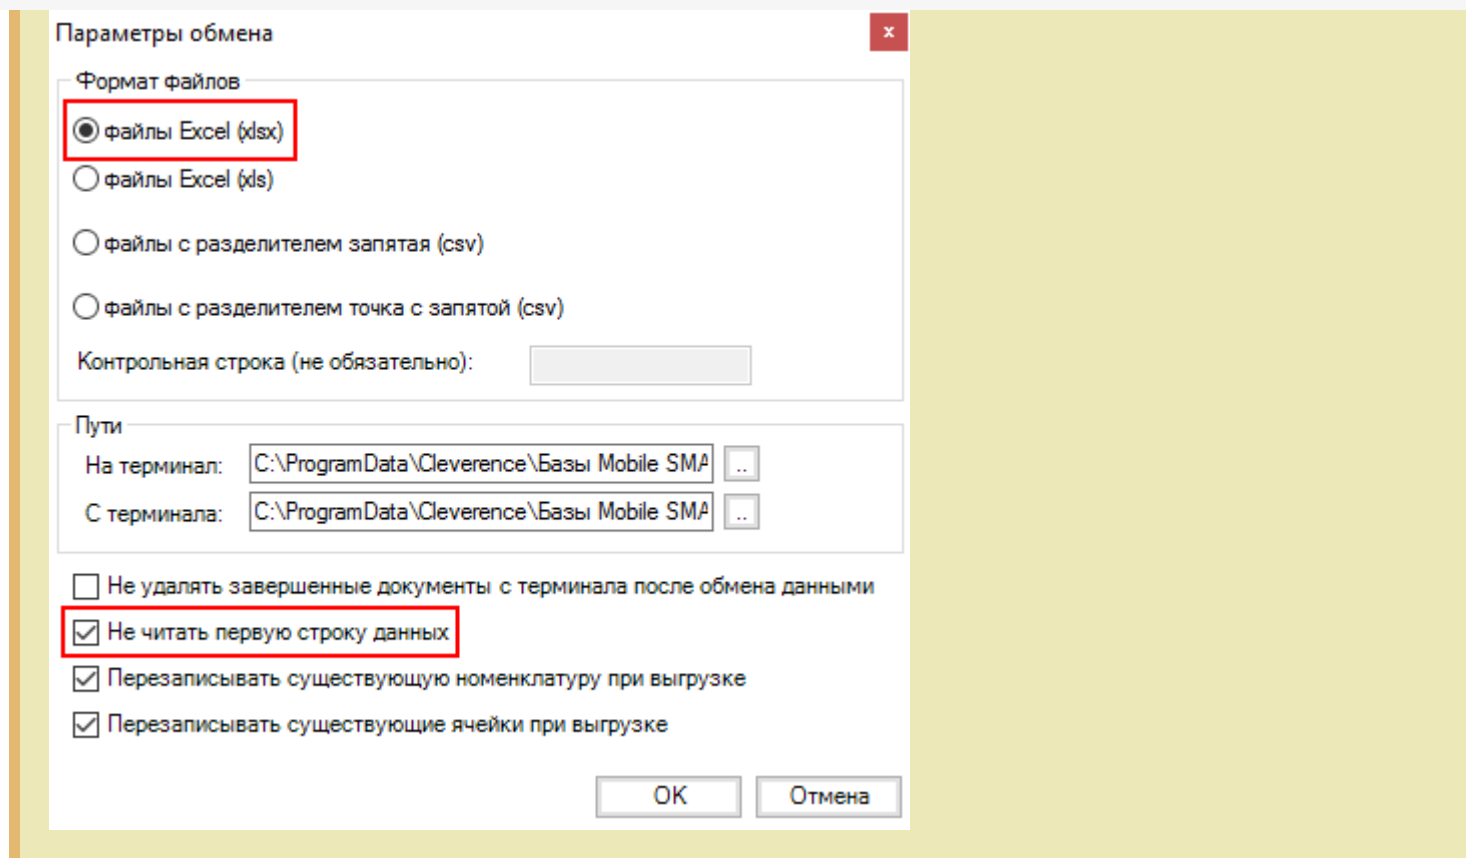 Параметры обмена
x
Формат файлов
файлы Excel (xlsx)
файлы Excel (xls)
файлы с разделителем запятая (csv)
файлы с разделителем точка с запятой (csv)
Контрольная строка (не обязательно):
Пути
На терминал: C:\ProgramData\Cleverence\Базы Mobile SMA ..
С терминала: C:\ProgramData\Cleverence\Базы Mobile SMA ..
Не удалять завершенные документы с терминала после обмена данными
Не читать первую строку данных
Перезаписывать существующую номенклатуру при выгрузке
Перезаписывать существующие ячейки при выгрузке
OK Отмена